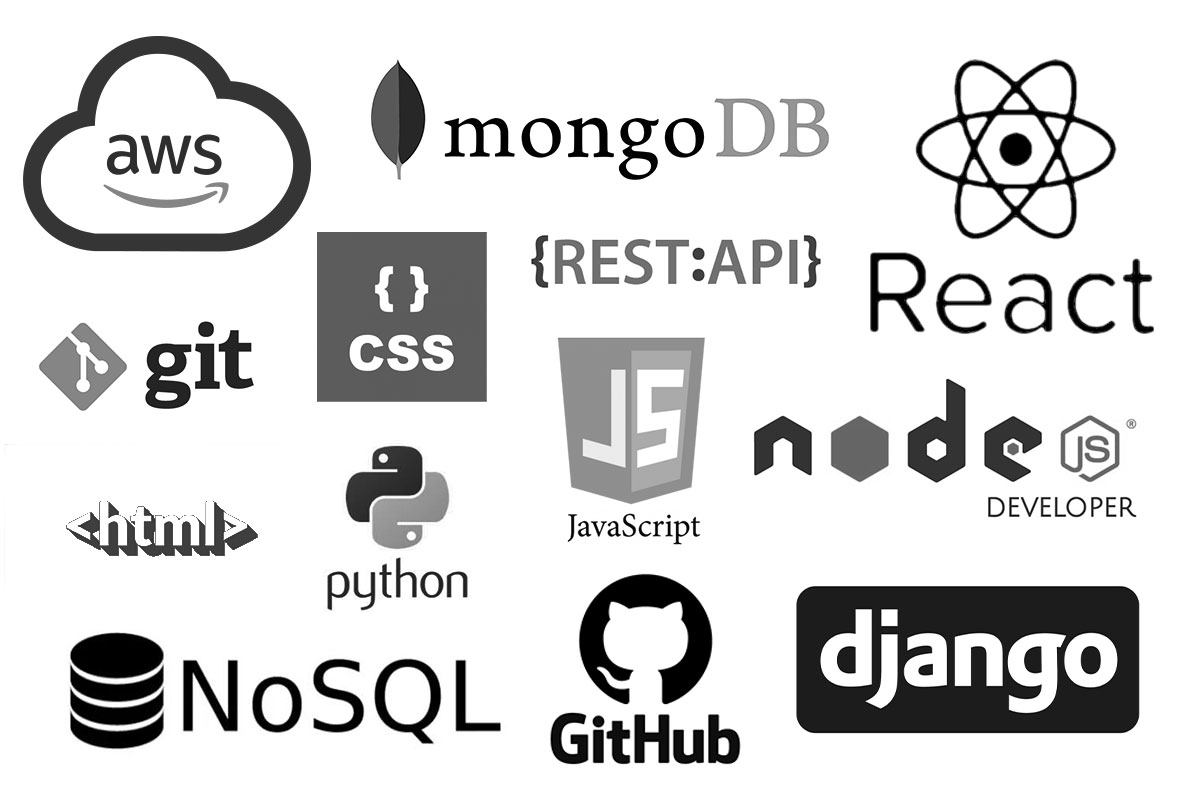 aws
mongoDB
React
{REST:API}
{}
css
git
JS
JavaScript
node JS ®
DEVELOPER
<html>
python
NoSQL
GitHub
django